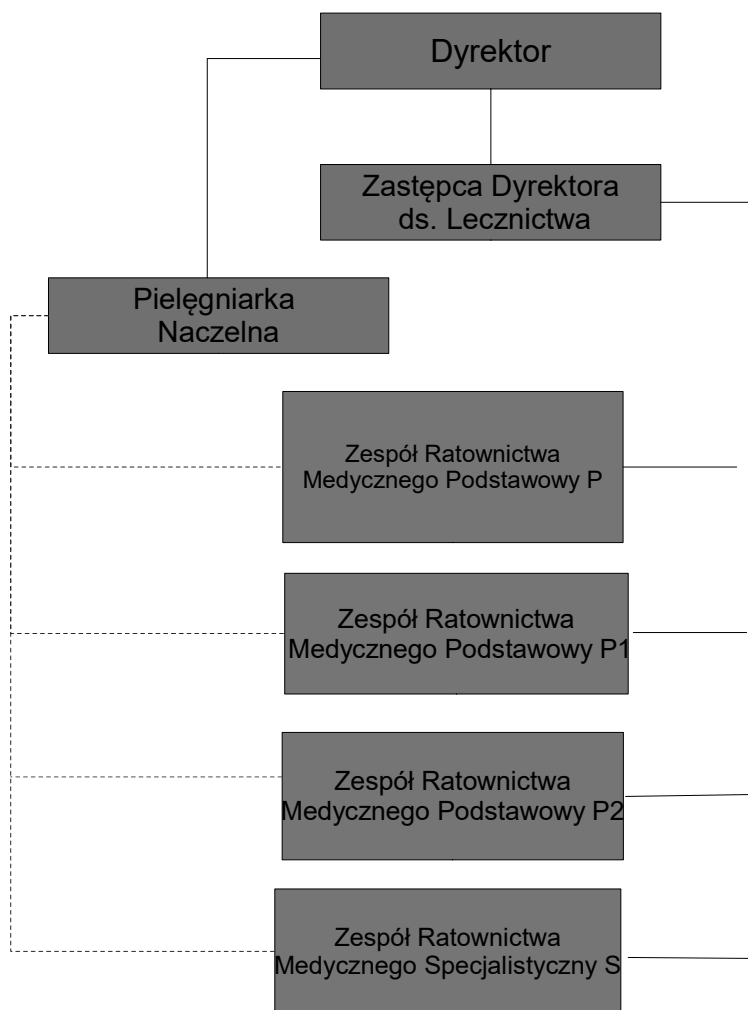 Dyrektor
Zastępca Dyrektora
ds. Lecznictwa
Pielęgniarka
Naczelna
Zespół Ratownictwa
Medycznego Podstawowy P
Zespół Ratownictwa
Medycznego Podstawowy P1
Zespół Ratownictwa
Medycznego Podstawowy P2
Zespół Ratownictwa
Medycznego Specjalistyczny S